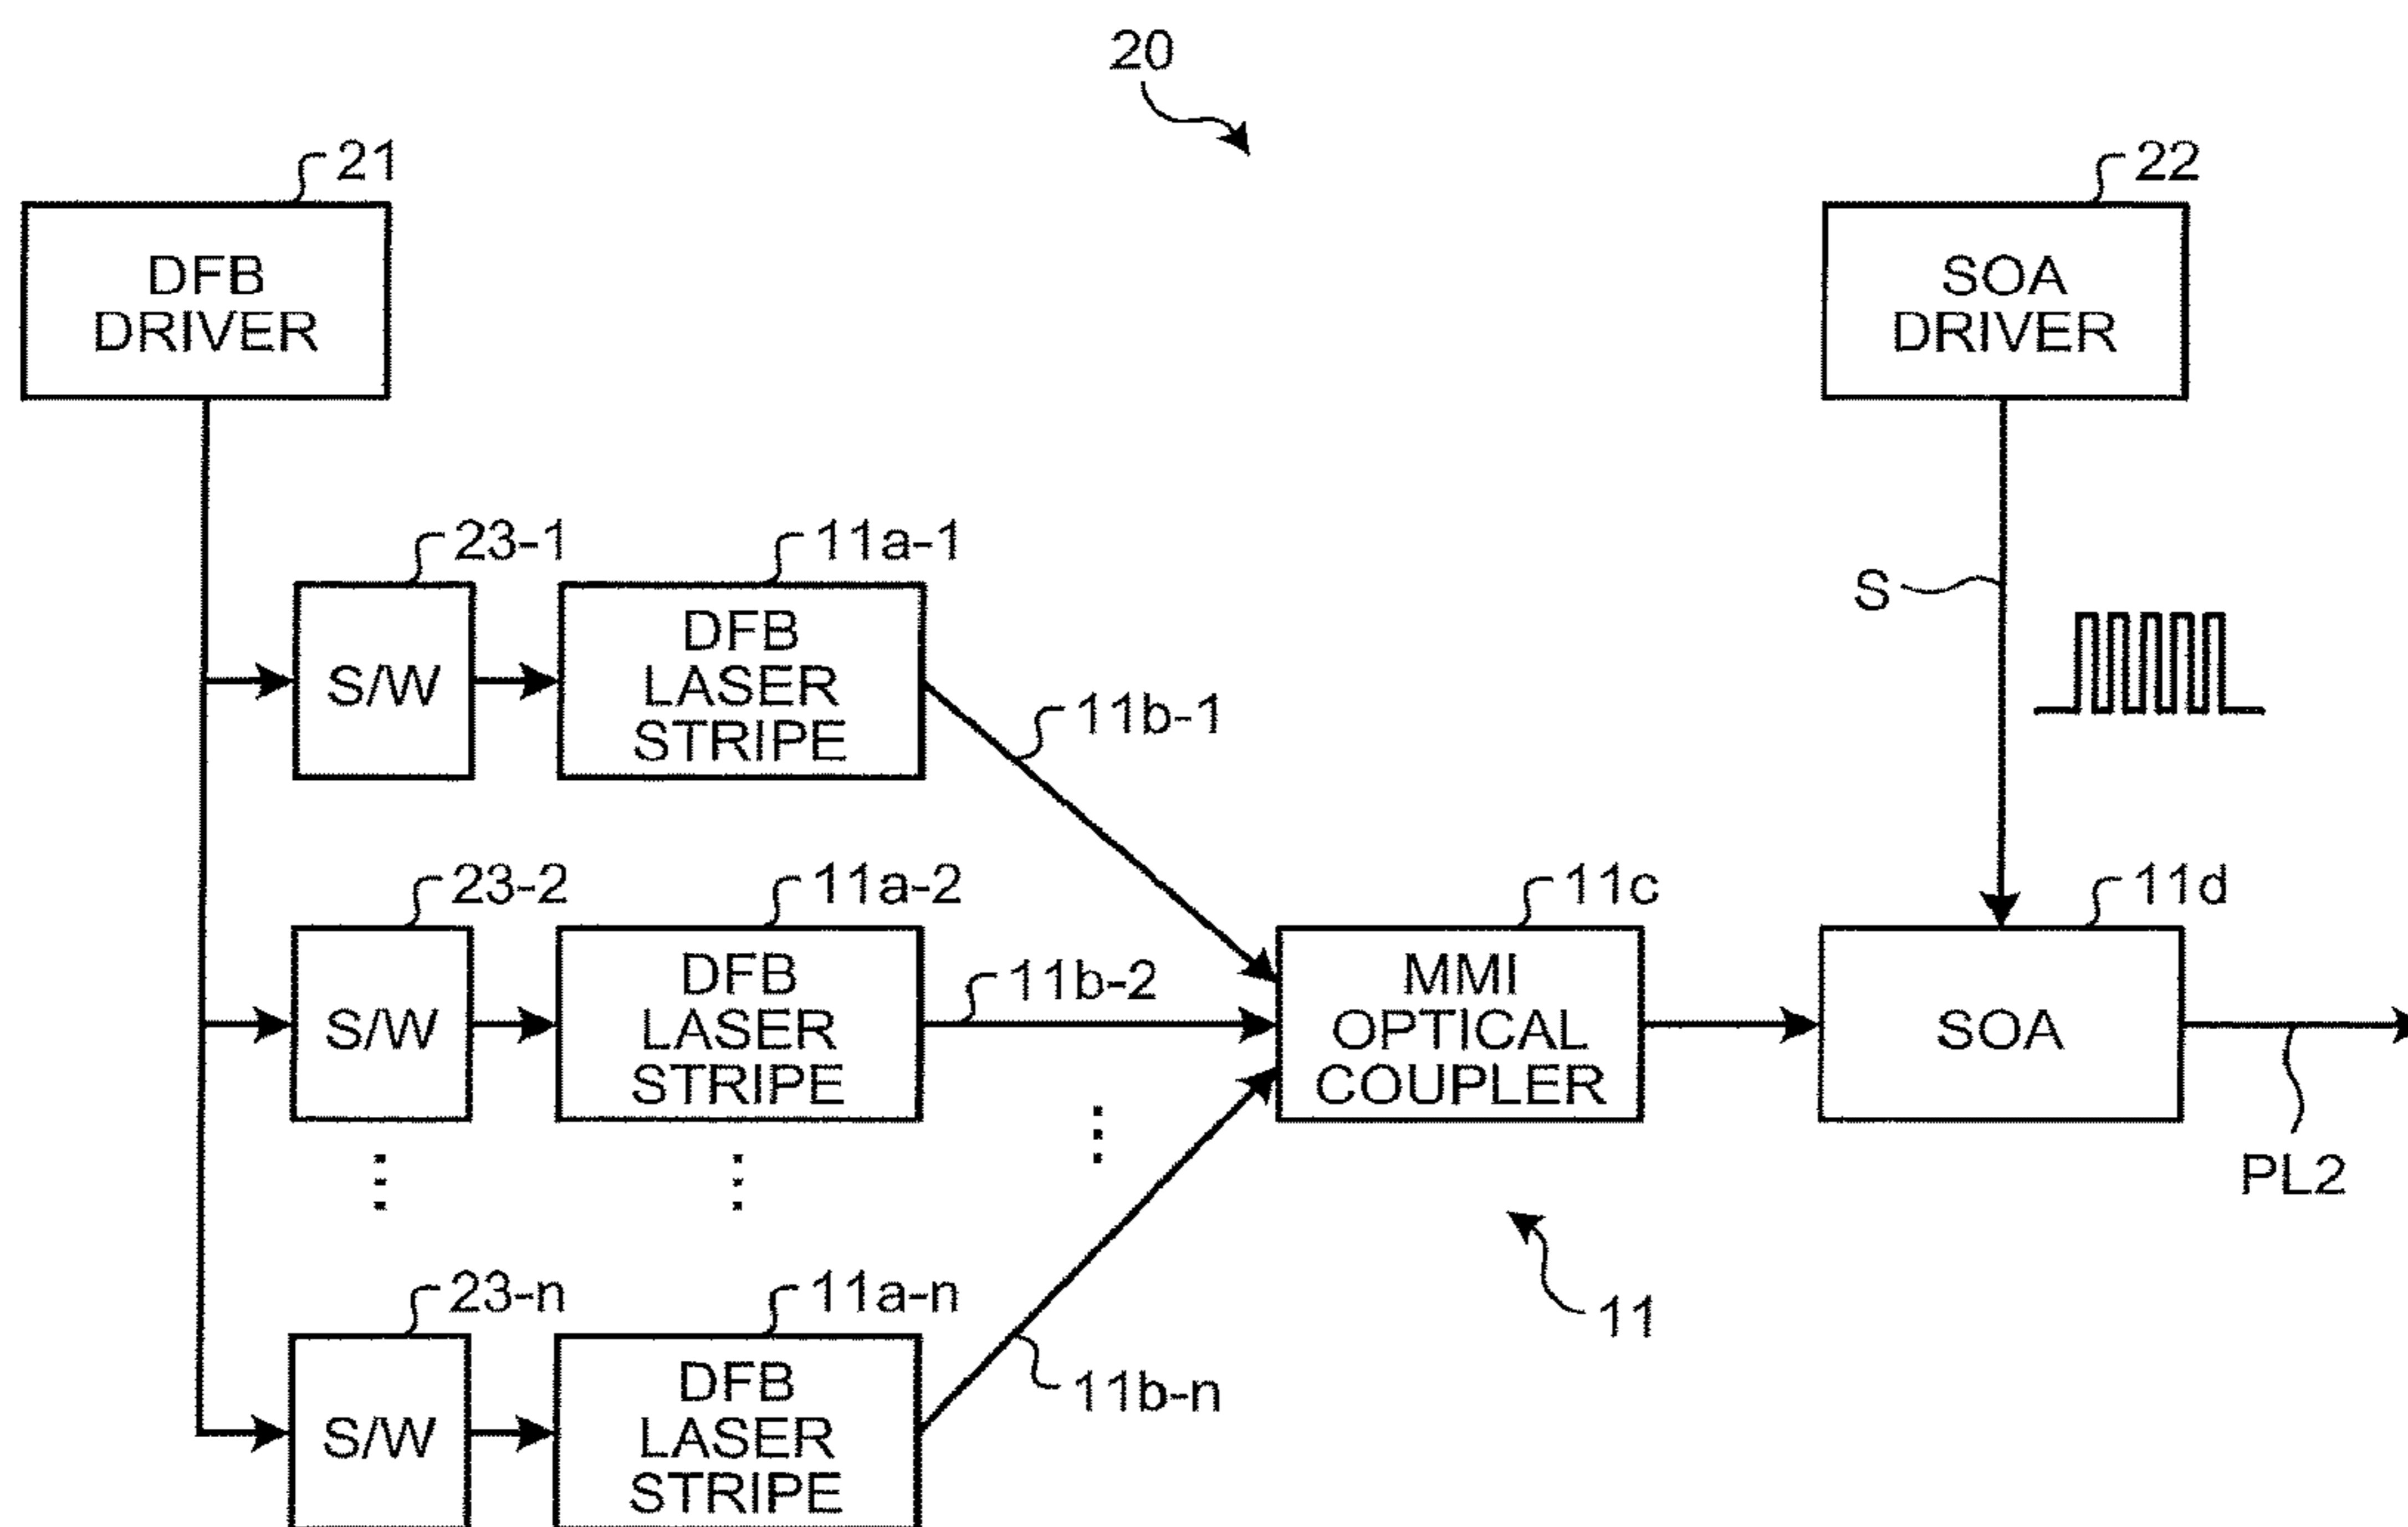 20
21
22
DFB
DRIVER
SOA
DRIVER
23-1
11a-1
S/W
DFB
LASER
STRIPE
11b-1
S
23-2
11a-2
11c
11d
S/W
DFB
LASER
STRIPE
11b-2
MMI
OPTICAL
COUPLER
SOA
PL2
11
23-n
11a-n
S/W
DFB
LASER
STRIPE
11b-n